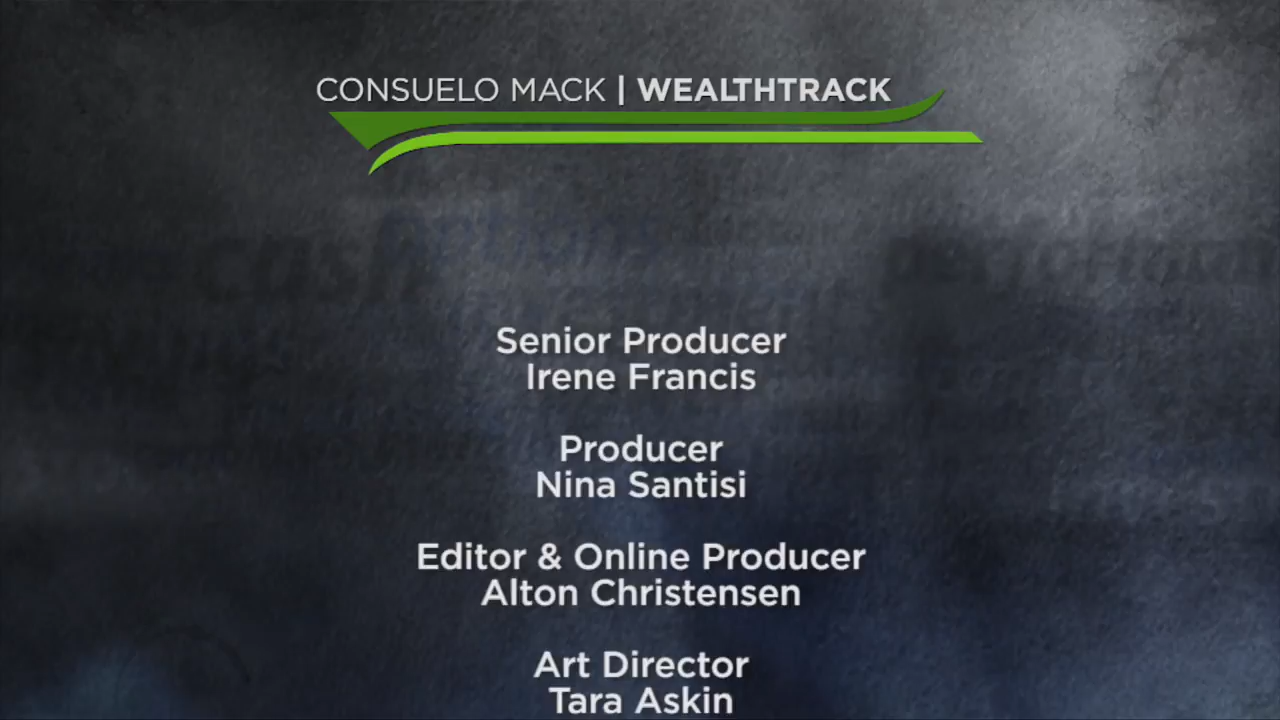 CONSUELO MACK | WEALTHTRACK
Senior Producer
Irene Francis
Producer
Nina Santisi
Editor & Online Producer
Alton Christensen
Art Director
Tara Askin